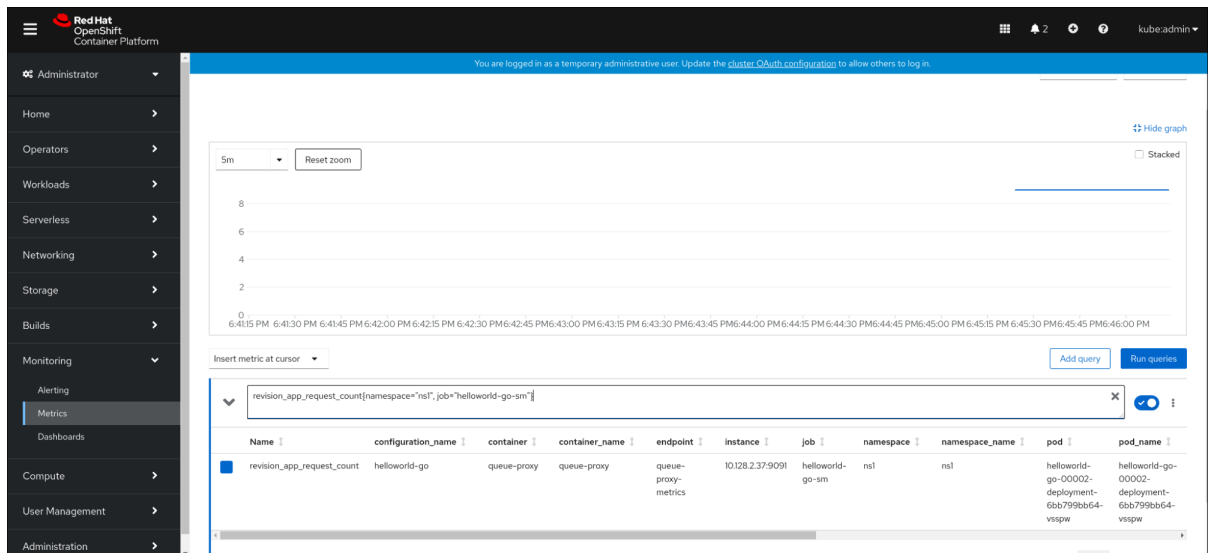 Red Hat
OpenShift
Container Platform
2
kube:admin
You are logged in as a temporary administrative user. Update the cluster OAuth configuration to allow others to log in.
Administrator
Home
Operators
Workloads
Serverless
Networking
Storage
Builds
Monitoring
Alerting
Metrics
Dashboards
Compute
User Management
Administration
Hide graph
5m
Reset zoom
Stacked
8
6
4
2
0
6:41:15 PM 6:41:30 PM 6:41:45 PM 6:42:00 PM 6:42:15 PM 6:42:30 PM 6:42:45 PM 6:43:00 PM 6:43:15 PM 6:43:30 PM 6:43:45 PM 6:44:00 PM 6:44:15 PM 6:44:30 PM 6:44:45 PM 6:45:00 PM 6:45:15 PM 6:45:30 PM 6:45:45 PM 6:46:00 PM
Insert metric at cursor
Add query
Run queries
revision_app_request_count{namespace="ns1", job="helloworld-go-sm"}
Name configuration_name container container_name endpoint instance job namespace namespace_name pod pod_name
revision_app_request_count helloworld-go queue-proxy queue-proxy queue- 10.128.2.37:9091 helloworld- ns1 ns1 helloworld- helloworld-go-
proxy- go-sm go-00002- 00002-
metrics deployment- deployment-
6bb799bb64- 6bb799bb64-
vsspw vsspw